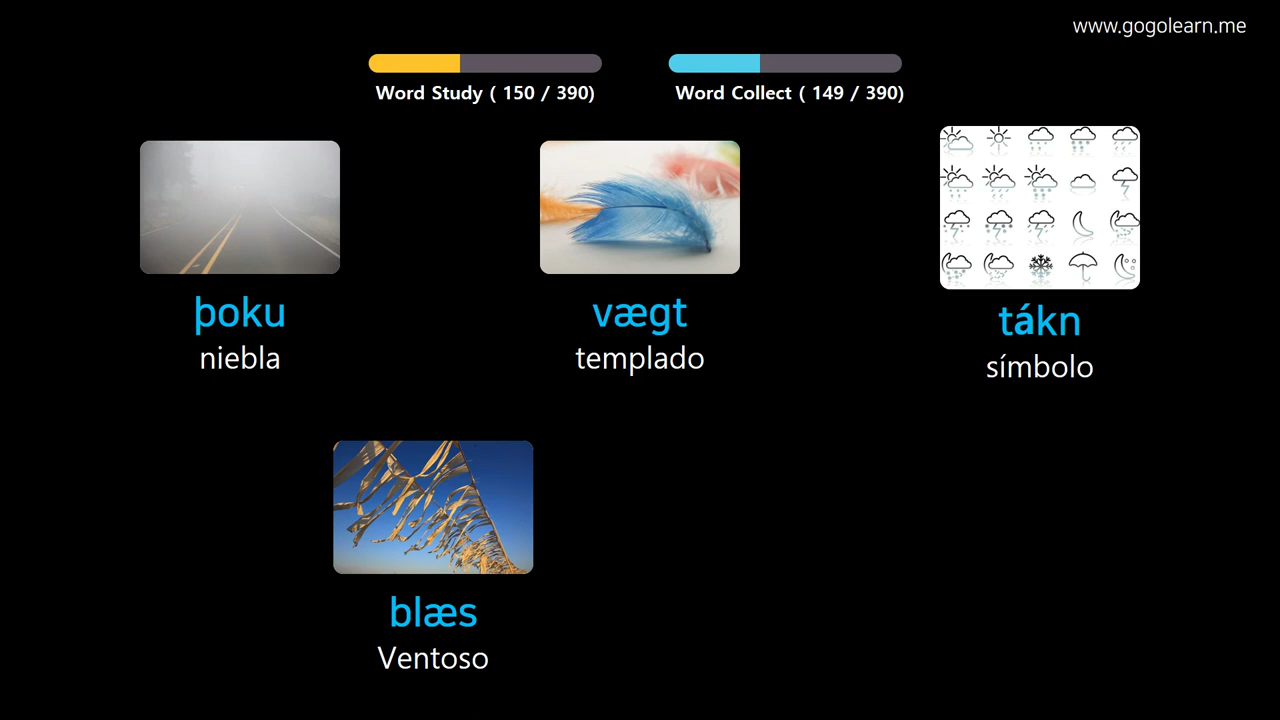 www.gogolearn.me
Word Study ( 150 / 390)
Word Collect ( 149 / 390)
þoku
niebla
vægt
templado
tákn
símbolo
blæs
Ventoso